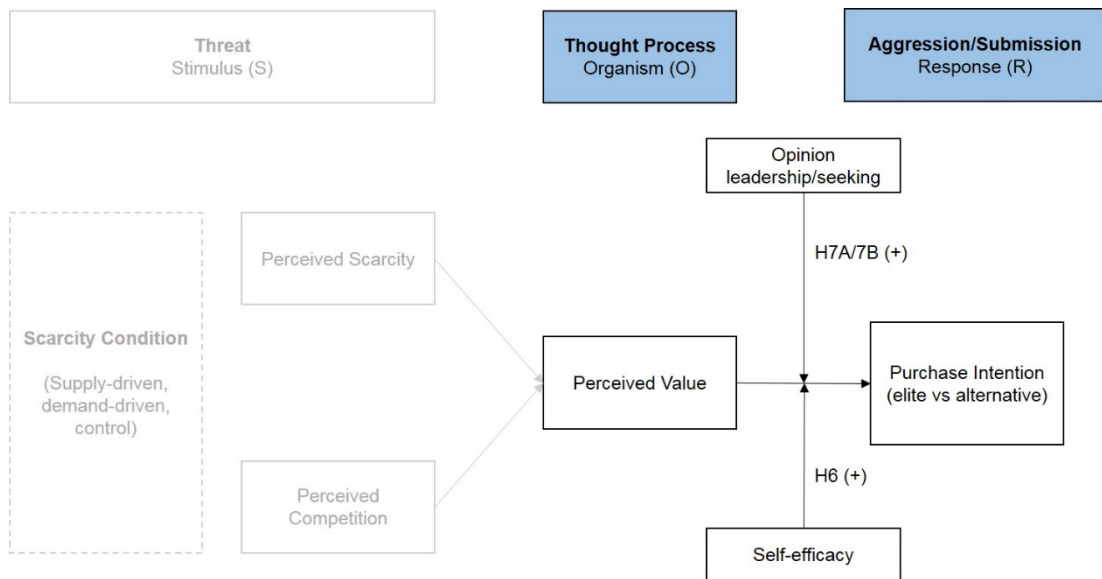 Threat
Stimulus (S)
Thought Process
Organism (O)
Aggression/Submission
Response (R)
Opinion
leadership/seeking
H7A/7B (+)
Perceived Scarcity
Scarcity Condition
(Supply-driven,
demand-driven,
control)
Perceived Value
Purchase Intention
(elite vs alternative)
H6 (+)
Perceived
Competition
Self-efficacy